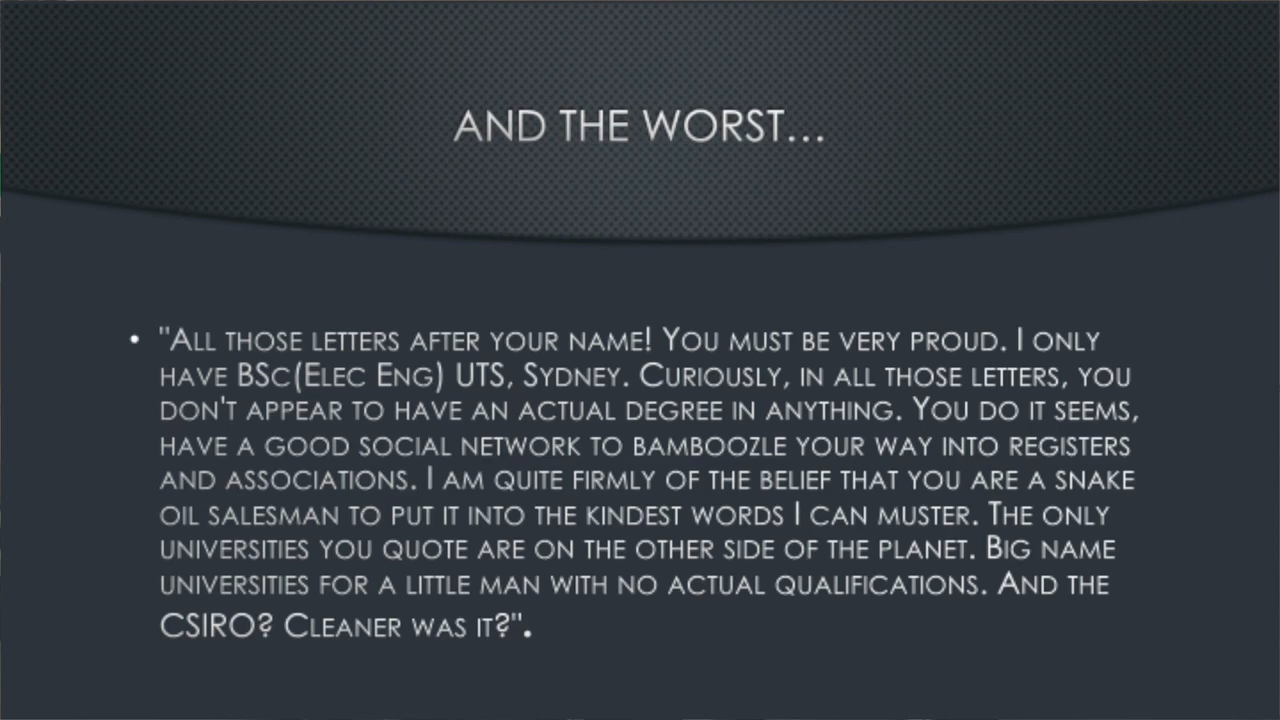 AND THE WORST...
• "ALL THOSE LETTERS AFTER YOUR NAME! YOU MUST BE VERY PROUD. I ONLY
HAVE BSC(ELEC ENG) UTS, SYDNEY. CURIOUSLY, IN ALL THOSE LETTERS, YOU
DON'T APPEAR TO HAVE AN ACTUAL DEGREE IN ANYTHING. YOU DO IT SEEMS,
HAVE A GOOD SOCIAL NETWORK TO BAMBOOZLE YOUR WAY INTO REGISTERS
AND ASSOCIATIONS. I AM QUITE FIRMLY OF THE BELIEF THAT YOU ARE A SNAKE
OIL SALESMAN TO PUT IT INTO THE KINDEST WORDS I CAN MUSTER. THE ONLY
UNIVERSITIES YOU QUOTE ARE ON THE OTHER SIDE OF THE PLANET. BIG NAME
UNIVERSITIES FOR A LITTLE MAN WITH NO ACTUAL QUALIFICATIONS. AND THE
CSIRO? CLEANER WAS IT?".